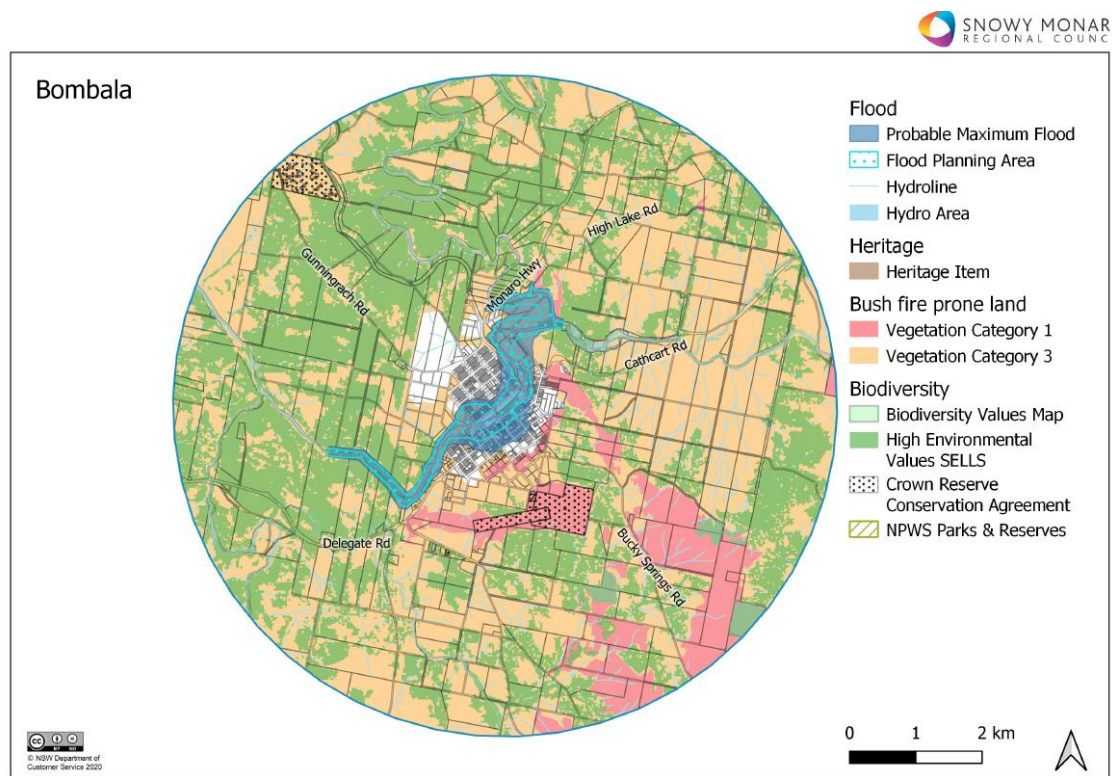 SNOWY MONAR
REGIONAL COUNC
Bombala
Flood
Probable Maximum Flood
Flood Planning Area
Hydroline
Hydro Area
Heritage
Heritage Item
Bush fire prone land
Vegetation Category 1
Vegetation Category 3
Biodiversity
Biodiversity Values Map
High Environmental
Values SELLS
Crown Reserve
Conservation Agreement
NPWS Parks & Reserves
High Lake Rd
Monaro Hwy
Gunningrach Rd
Cathcart Rd
Delegate Rd
Bucky Springs Rd
0 1 2 km
cc
BY ND
© NSW Department of
Customer Service 2020